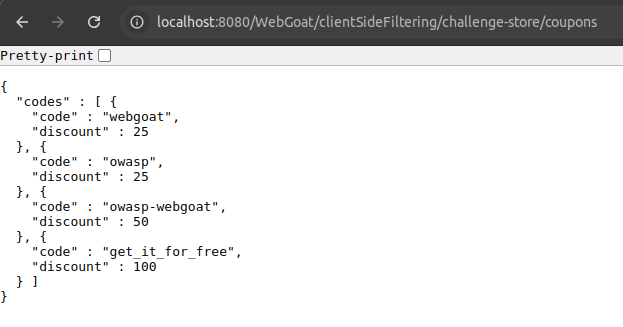 localhost:8080/WebGoat/clientSideFiltering/challenge-store/coupons
Pretty-print
{
  "codes" : [ {
    "code" : "webgoat",
    "discount" : 25
  }, {
    "code" : "owasp",
    "discount" : 25
  }, {
    "code" : "owasp-webgoat",
    "discount" : 50
  }, {
    "code" : "get_it_for_free",
    "discount" : 100
  } ]
}